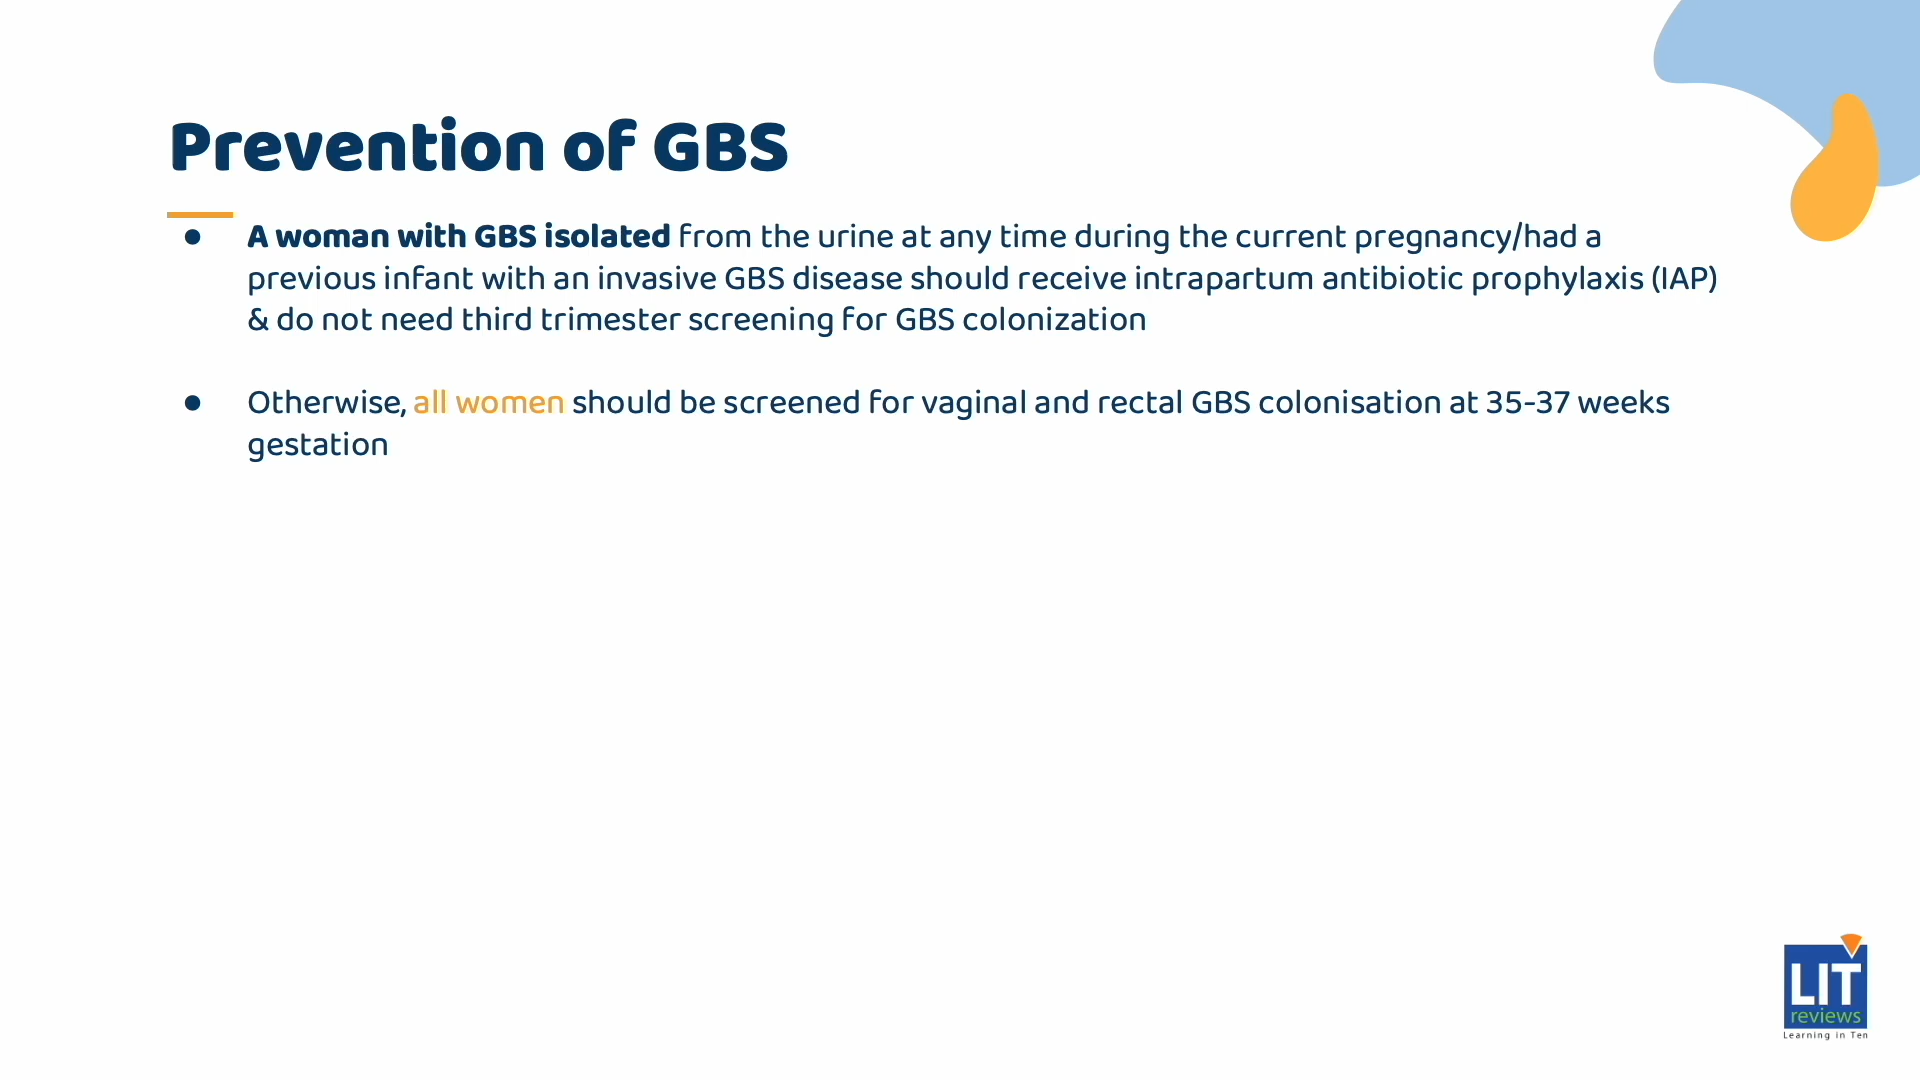 Prevention of GBS
● A woman with GBS isolated from the urine at any time during the current pregnancy/had a
previous infant with an invasive GBS disease should receive intrapartum antibiotic prophylaxis (IAP)
& do not need third trimester screening for GBS colonization
● Otherwise, all women should be screened for vaginal and rectal GBS colonisation at 35-37 weeks
gestation
LIT
reviews
Learning in Ten